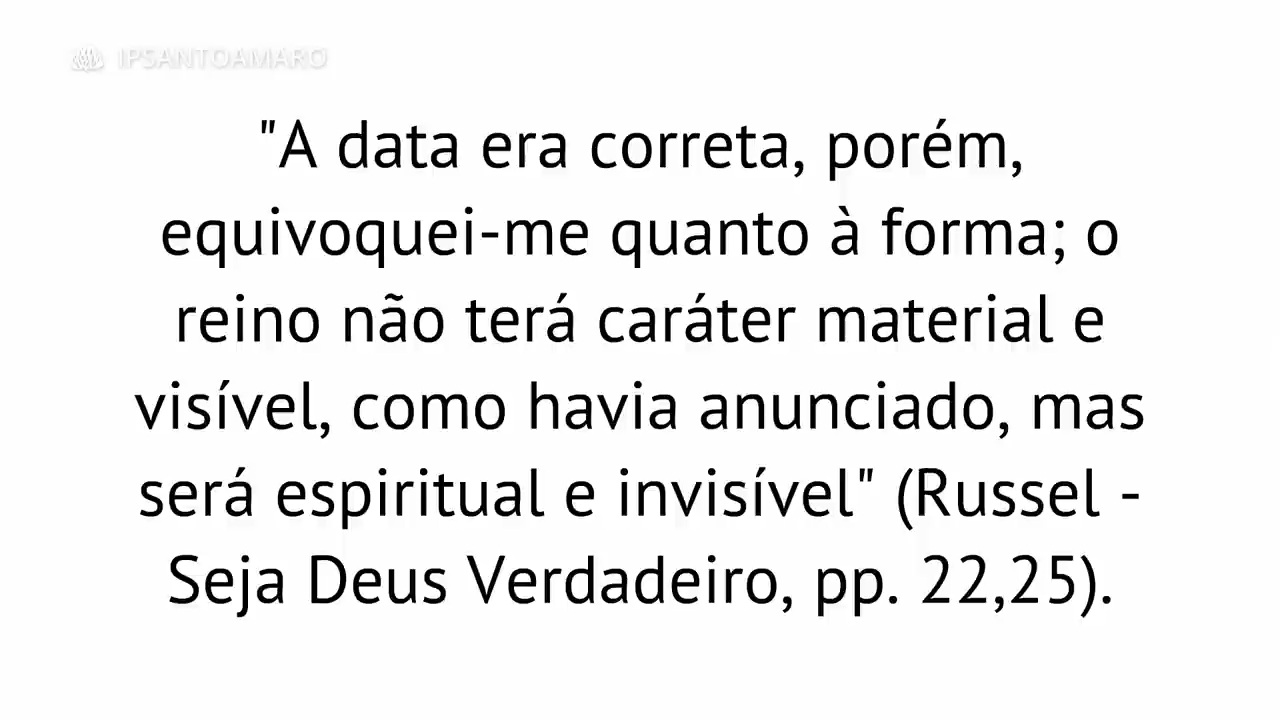 IPSANTOAMARO
"A data era correta, porém,
equivoquei-me quanto à forma; o
reino não terá caráter material e
visível, como havia anunciado, mas
será espiritual e invisível" (Russel -
Seja Deus Verdadeiro, pp. 22,25).